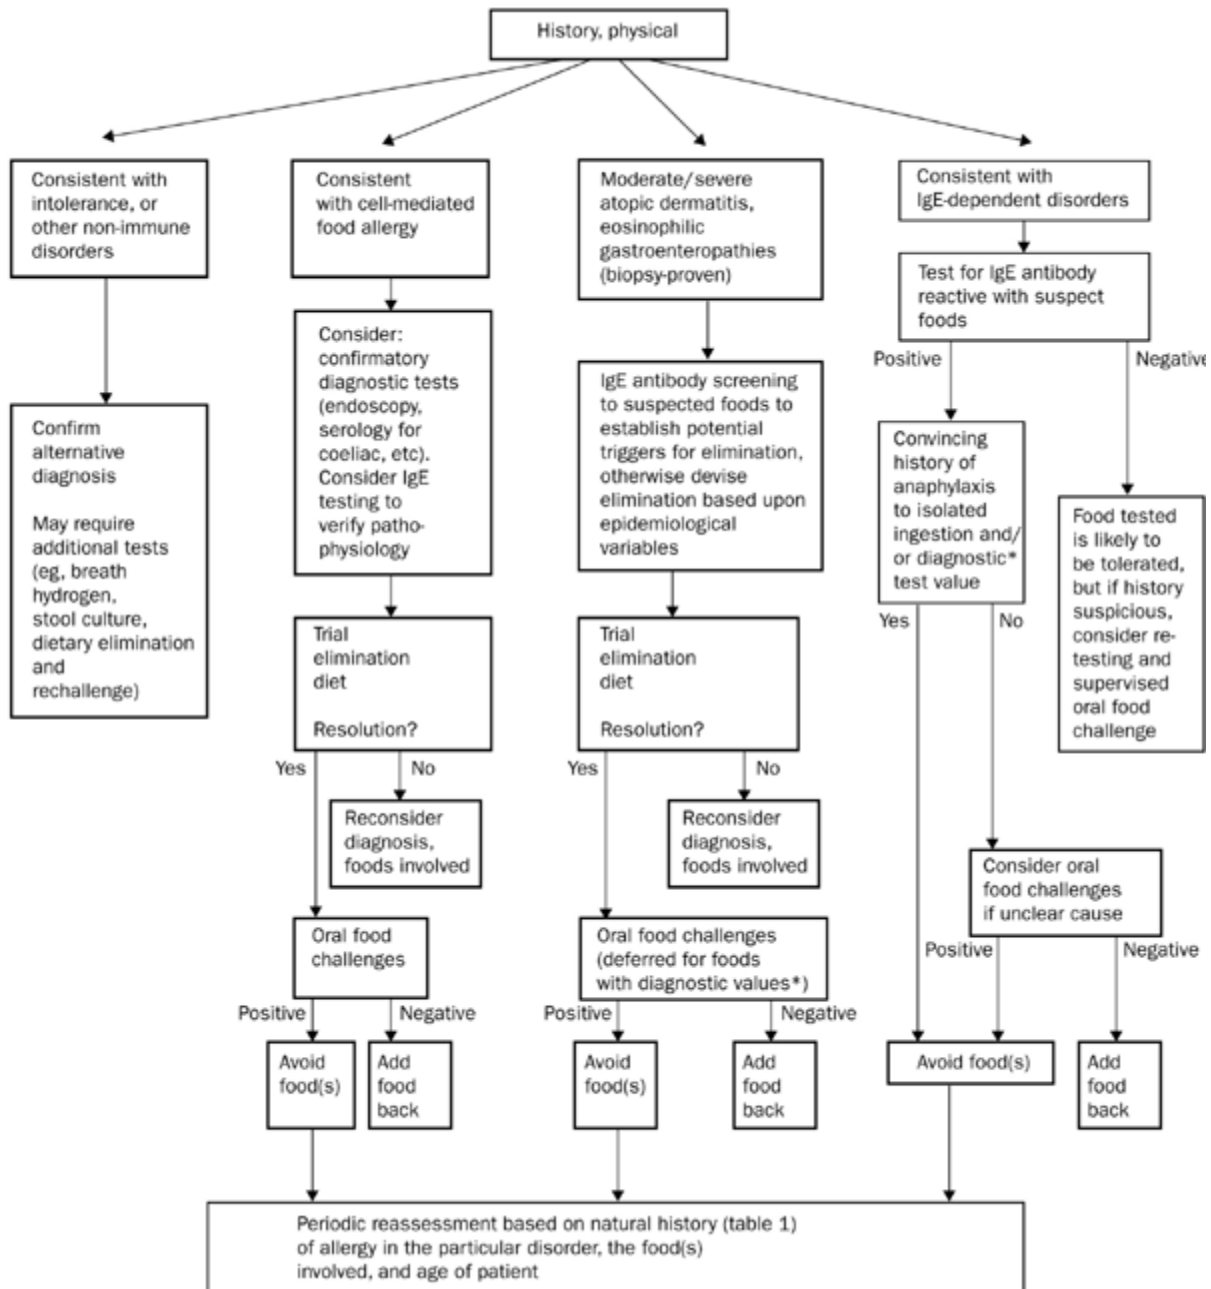 History, physical
Consistent with
intolerance, or
other non-immune
disorders
Confirm
alternative
diagnosis
May require
additional tests
(eg, breath
hydrogen,
stool culture,
dietary elimination
and
rechallenge)
Consistent
with cell-mediated
food allergy
Consider:
confirmatory
diagnostic tests
(endoscopy,
serology for
coeliac, etc).
Consider IgE
testing to
verify patho-
physiology
Trial
elimination
diet
Resolution?
Yes
No
Reconsider
diagnosis,
foods involved
Oral food
challenges
Positive
Negative
Avoid
food(s)
Add
food
back
Moderate/severe
atopic dermatitis,
eosinophilic
gastroenteropathies
(biopsy-proven)
IgE antibody screening
to suspected foods to
establish potential
triggers for elimination,
otherwise devise
elimination based upon
epidemiological
variables
Trial
elimination
diet
Resolution?
Yes
No
Reconsider
diagnosis,
foods involved
Oral food challenges
(deferred for foods
with diagnostic values*)
Positive
Negative
Avoid
food(s)
Add
food
back
Consistent with
IgE-dependent disorders
Test for IgE antibody
reactive with suspect
foods
Positive
Negative
Convincing
history of
anaphylaxis
to isolated
ingestion and/
or diagnostic*
test value
Food tested
is likely to
be tolerated,
but if history
suspicious,
consider re-
testing and
supervised
oral food
challenge
Yes
No
Consider oral
food challenges
if unclear cause
Positive
Negative
Avoid food(s)
Add
food
back
Periodic reassessment based on natural history (table 1)
of allergy in the particular disorder, the food(s)
involved, and age of patient